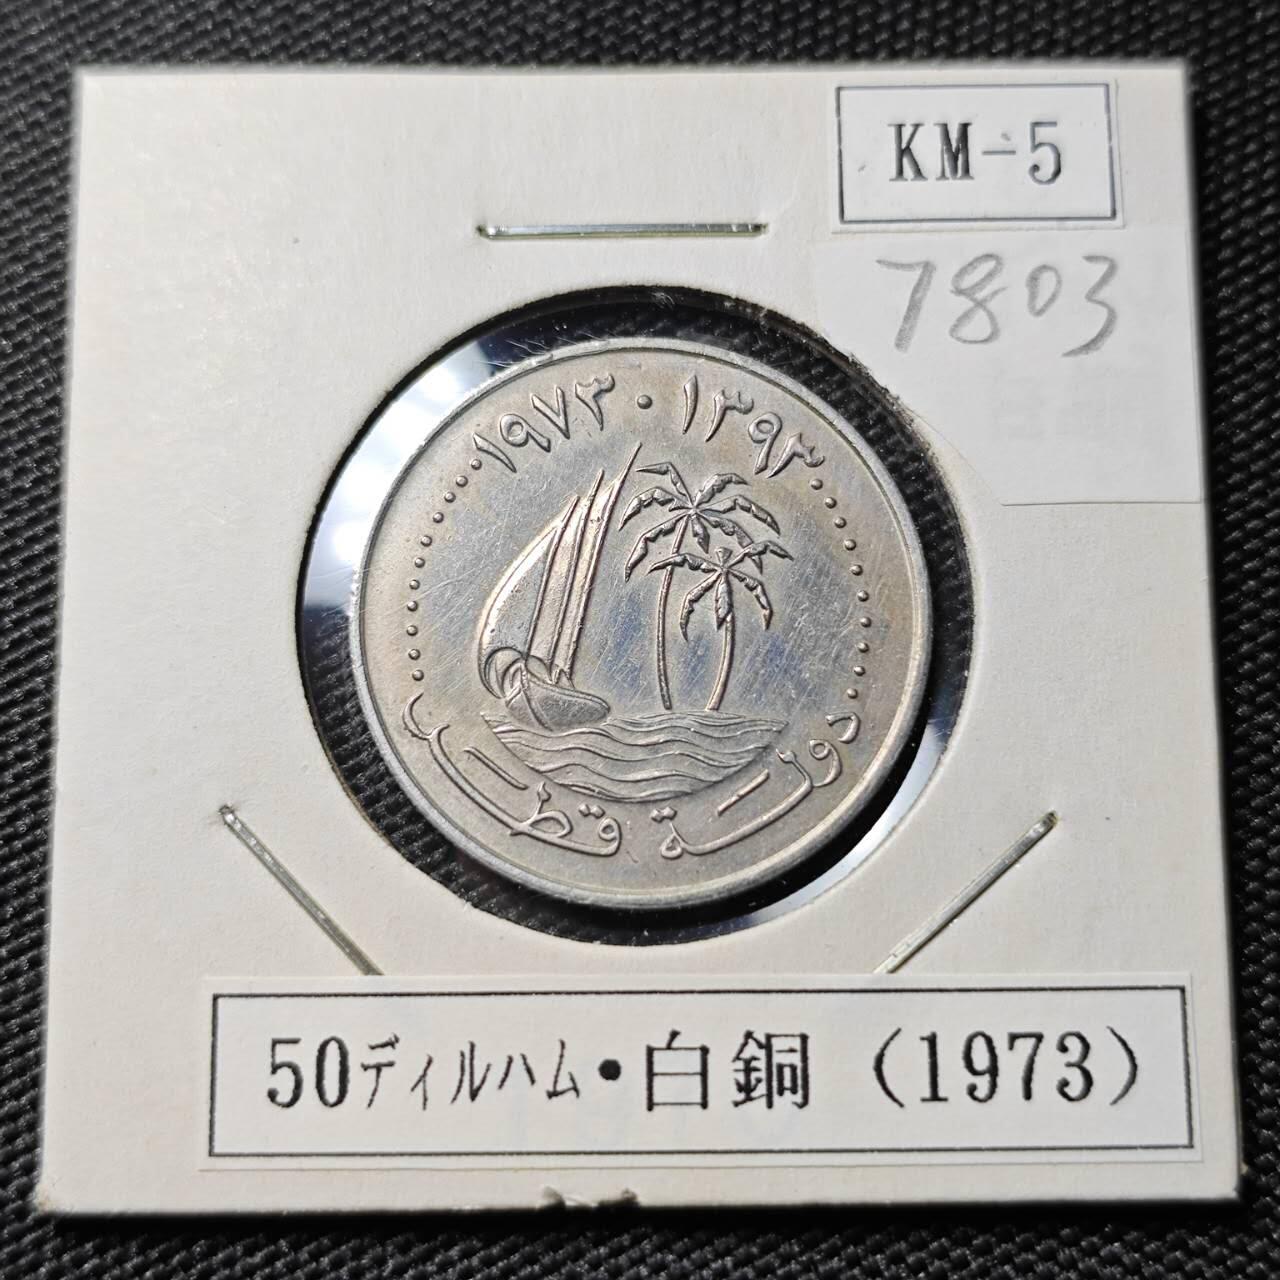 KM-5
7803
١٩٧٣ · ١٣٩٣
دولة قطر
50ディルハム・白銅（1973）